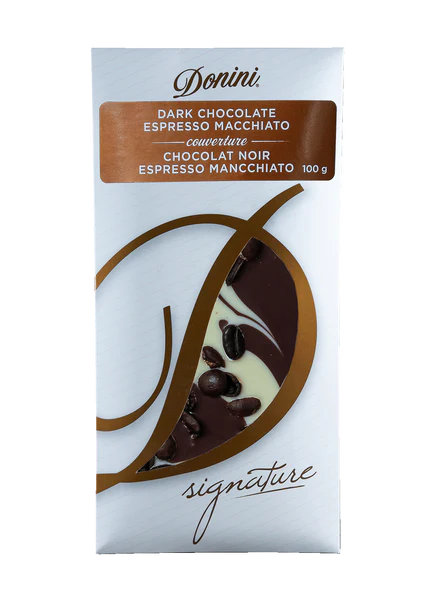 Donini®
DARK CHOCOLATE
ESPRESSO MACCHIATO
couverture
CHOCOLAT NOIR
ESPRESSO MANCCHIATO 100 g
signature